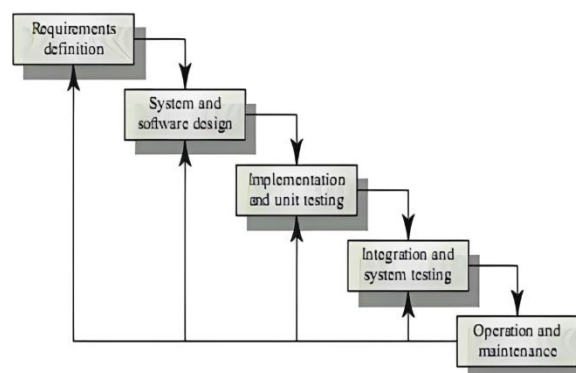 Requirements
definition
System and
software design
Implementation
and unit testing
Integration and
system testing
Operation and
maintenance